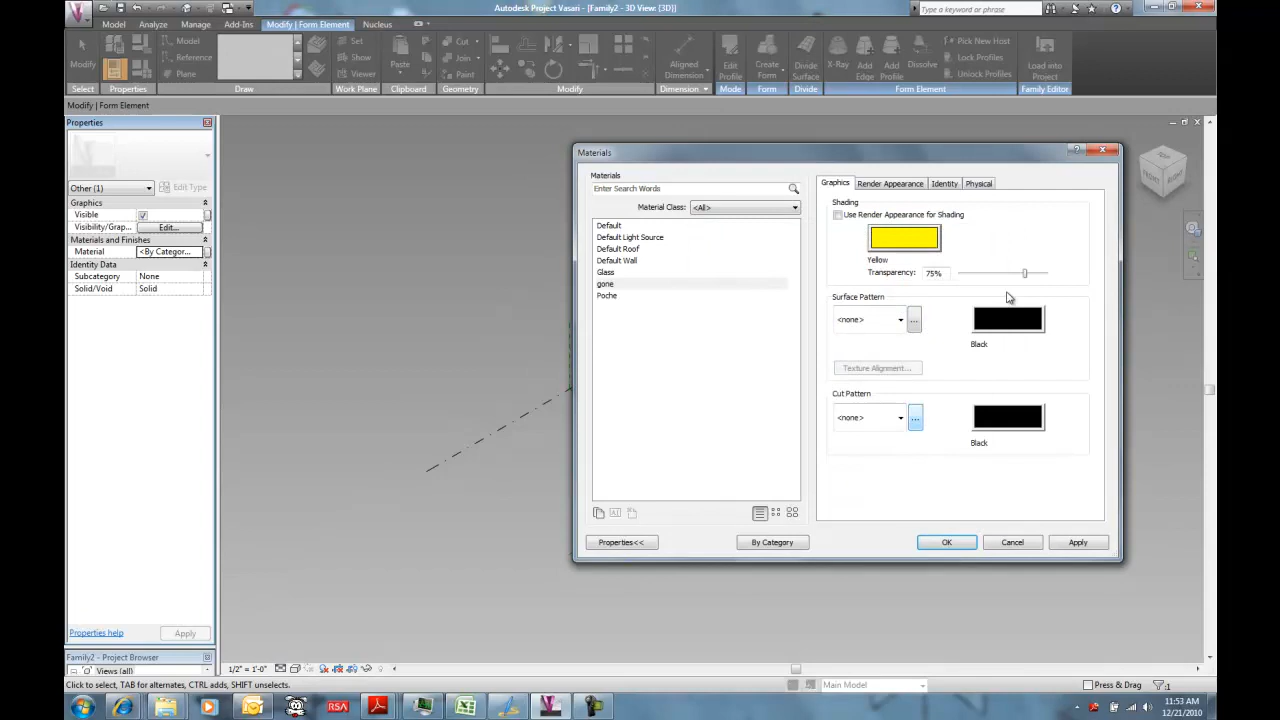 Autodesk Project Vasari - [Family2 - 3D View: {3D}]
Type a keyword or phrase
Model Analyze Manage Add-Ins Modify | Form Element Nucleus
Modify
Model
Reference
Plane
Set
Show
Viewer
Paste
Cut
Join
Paint
Aligned Dimension
Edit Profile
Create Form
Divide Surface
X-Ray
Add Edge
Add Profile
Dissolve
Pick New Host
Lock Profiles
Unlock Profiles
Load into Project
Select Properties Draw Work Plane Clipboard Geometry Modify Dimension Mode Form Divide Form Element Family Editor
Modify | Form Element
Properties
Other (1)
Edit Type
Graphics
Visible
Visibility/Grap... Edit...
Materials and Finishes
Material <By Categor...
Identity Data
Subcategory None
Solid/Void Solid
Properties help
Apply
Family2 - Project Browser
Views (all)
Materials
Materials
Enter Search Words
Material Class: <All>
Default
Default Light Source
Default Roof
Default Wall
Glass
gone
Poche
Properties<<
By Category
Graphics Render Appearance Identity Physical
Shading
Use Render Appearance for Shading
Yellow
Transparency: 75%
Surface Pattern
<none> ...
Black
Texture Alignment...
Cut Pattern
<none> ...
Black
OK Cancel Apply
TOP
FRONT
RIGHT
1/2" = 1'-0"
Click to select, TAB for alternates, CTRL adds, SHIFT unselects.
Main Model
Press & Drag
:1
RSA
11:53 AM
12/21/2010